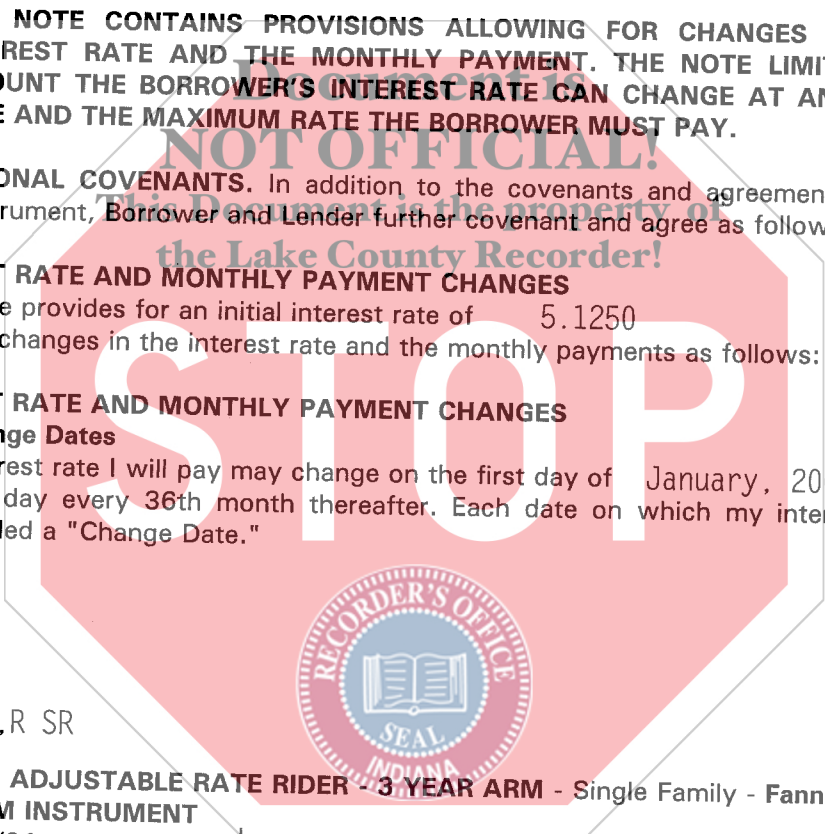 NOTE CONTAINS PROVISIONS ALLOWING FOR CHANGES
REST RATE AND THE MONTHLY PAYMENT. THE NOTE LIMIT
OUNT THE BORROWER'S INTEREST RATE CAN CHANGE AT AN
E AND THE MAXIMUM RATE THE BORROWER MUST PAY.
Document is
NOT OFFICIAL!
This Document is the property of
the Lake County Recorder!
ONAL COVENANTS. In addition to the covenants and agreemen
rument, Borrower and Lender further covenant and agree as follow
T RATE AND MONTHLY PAYMENT CHANGES
e provides for an initial interest rate of 5.1250
changes in the interest rate and the monthly payments as follows:
STOP
T RATE AND MONTHLY PAYMENT CHANGES
nge Dates
rest rate I will pay may change on the first day of January, 20
day every 36th month thereafter. Each date on which my inter
led a "Change Date."
RECORDER'S OFFICE
SEAL
INDIANA
,R SR
ADJUSTABLE RATE RIDER - 3 YEAR ARM - Single Family - Fann
M INSTRUMENT